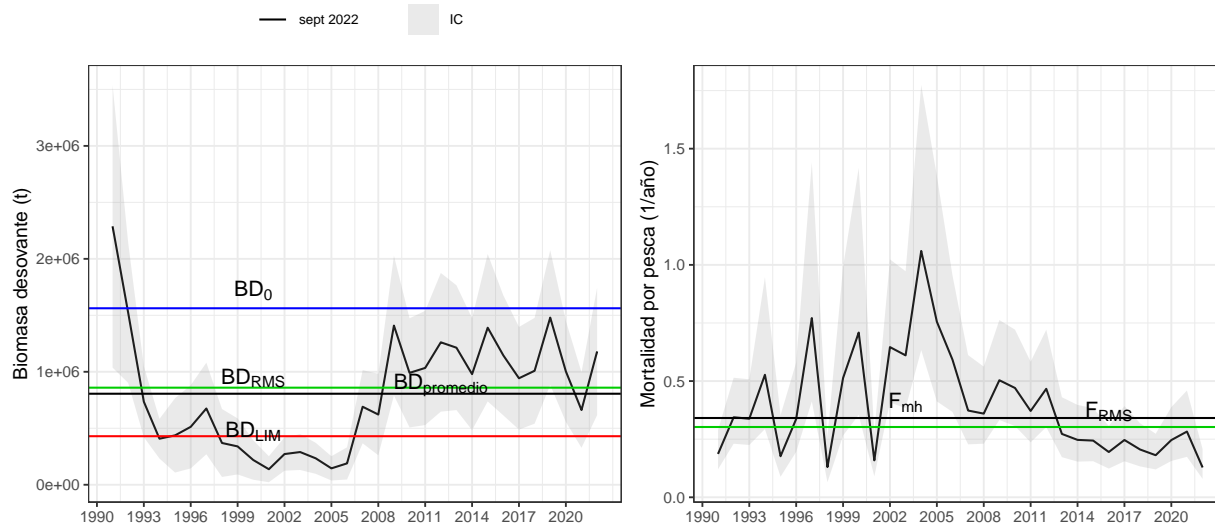 sept 2022 IC
Biomasa desovante (t)
3e+06
2e+06
1e+06
0e+00
BD0
BDRMS
BDpromedio
BDLIM
1990 1993 1996 1999 2002 2005 2008 2011 2014 2017 2020
Mortalidad por pesca (1/año)
1.5
1.0
0.5
0.0
Fmh
FRMS
1990 1993 1996 1999 2002 2005 2008 2011 2014 2017 2020